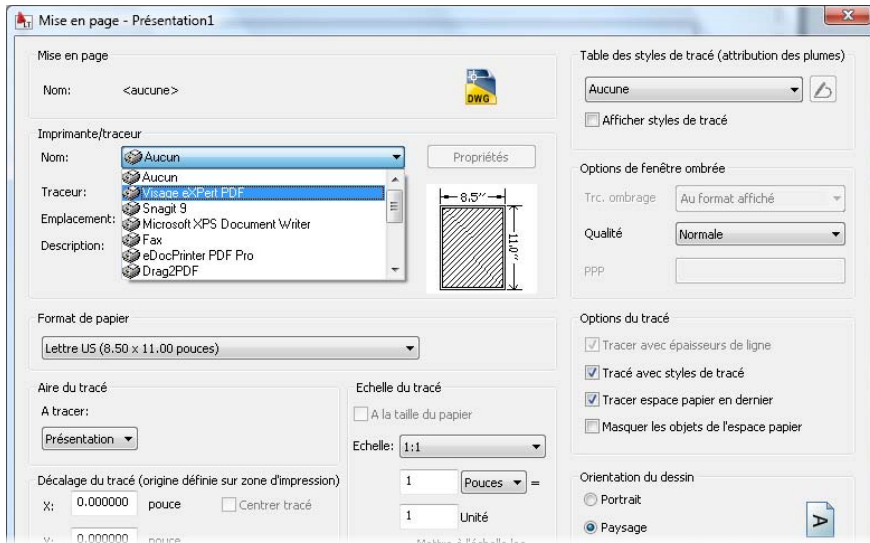 Mise en page - Présentation1
Mise en page
Nom: <aucune>
DWG
Imprimante/traceur
Nom: Aucun
Propriétés
Aucun
Traceur: Visage eXPert PDF
Snagit 9
Emplacement: Microsoft XPS Document Writer
Fax
Description: eDocPrinter PDF Pro
Drag2PDF
8.5''
11.0''
Format de papier
Lettre US (8.50 x 11.00 pouces)
Aire du tracé
A tracer:
Présentation
Décalage du tracé (origine définie sur zone d'impression)
X: 0.000000 pouce Centrer tracé
Y: 0.000000 pouce
Echelle du tracé
A la taille du papier
Echelle: 1:1
1 Pouces =
1 Unité
Mettre à l'échelle les
Table des styles de tracé (attribution des plumes)
Aucune
Afficher styles de tracé
Options de fenêtre ombrée
Trc. ombrage Au format affiché
Qualité Normale
PPP
Options du tracé
Tracer avec épaisseurs de ligne
Tracé avec styles de tracé
Tracer espace papier en dernier
Masquer les objets de l'espace papier
Orientation du dessin
Portrait
Paysage
A